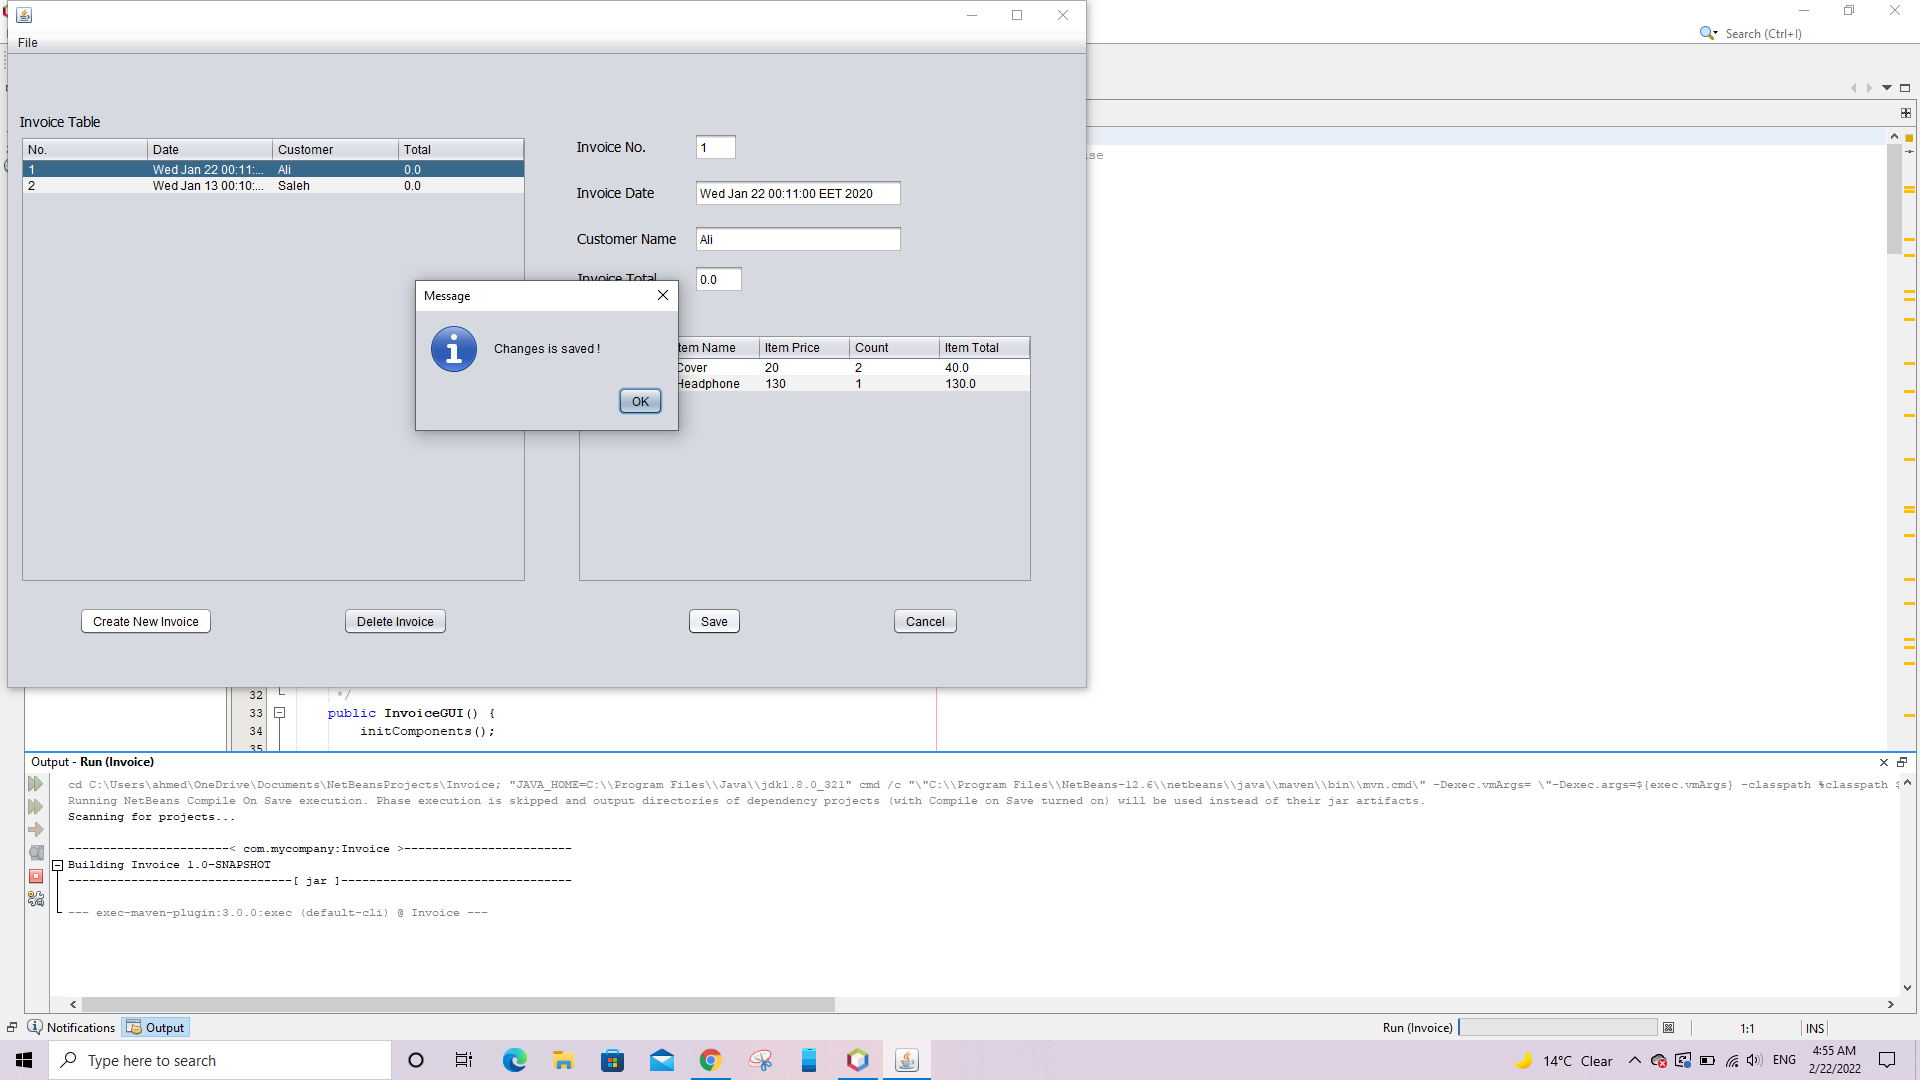 File
Search (Ctrl+I)
Invoice Table
No. Date Customer Total
1 Wed Jan 22 00:11:... Ali 0.0
2 Wed Jan 13 00:10:... Saleh 0.0
Invoice No. 1
Invoice Date Wed Jan 22 00:11:00 EET 2020
Customer Name Ali
Invoice Total 0.0
Message
Changes is saved !
OK
Item Name Item Price Count Item Total
Cover 20 2 40.0
Headphone 130 1 130.0
Create New Invoice Delete Invoice Save Cancel
32 */
33 public InvoiceGUI() {
34 initComponents();
35
Output - Run (Invoice)
cd C:\Users\ahmed\OneDrive\Documents\NetBeansProjects\Invoice; "JAVA_HOME=C:\\Program Files\\Java\\jdk1.8.0_321" cmd /c "\"C:\\Program Files\\NetBeans-12.6\\netbeans\\java\\maven\\bin\\mvn.cmd\" -Dexec.vmArgs= \"-Dexec.args=${exec.vmArgs} -classpath %classpath
Running NetBeans Compile On Save execution. Phase execution is skipped and output directories of dependency projects (with Compile on Save turned on) will be used instead of their jar artifacts.
Scanning for projects...
-----------------------< com.mycompany:Invoice >------------------------
Building Invoice 1.0-SNAPSHOT
--------------------------------[ jar ]---------------------------------
--- exec-maven-plugin:3.0.0:exec (default-cli) @ Invoice ---
Notifications Output Run (Invoice) 1:1 INS
Type here to search 14°C Clear ENG 4:55 AM
2/22/2022